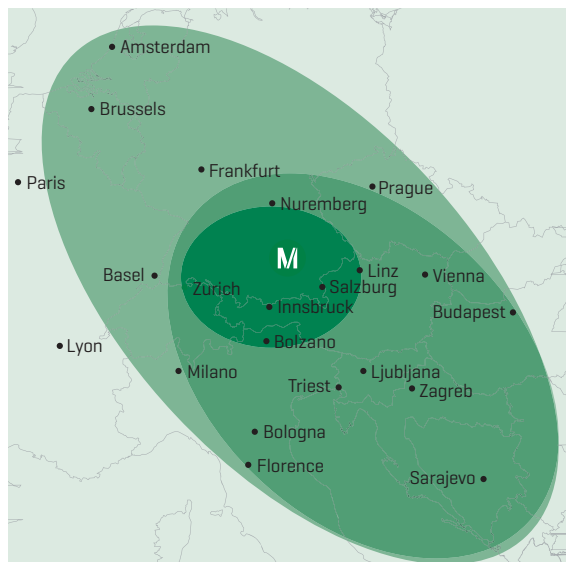 Amsterdam
Brussels
Frankfurt
Paris
Prague
Nuremberg
M
Basel
Linz
Vienna
Zurich
Salzburg
Innsbruck
Budapest
Lyon
Bolzano
Milano
Ljubljana
Triest
Zagreb
Bologna
Florence
Sarajevo